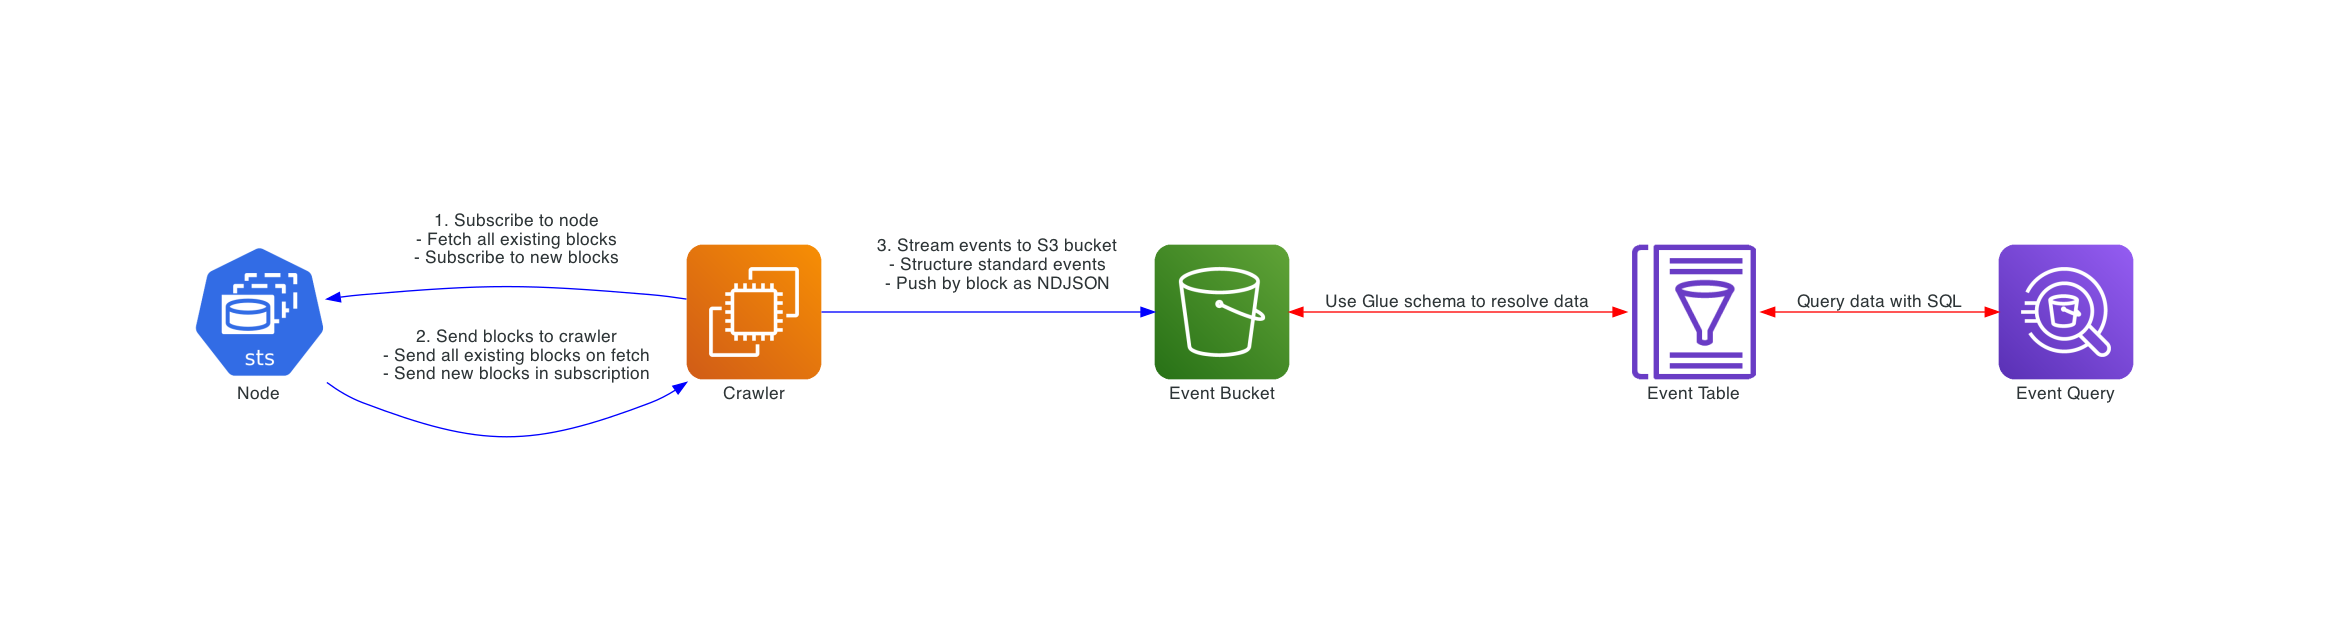 1. Subscribe to node
- Fetch all existing blocks
- Subscribe to new blocks
2. Send blocks to crawler
- Send all existing blocks on fetch
- Send new blocks in subscription
sts
Node
Crawler
3. Stream events to S3 bucket
- Structure standard events
- Push by block as NDJSON
Event Bucket
Use Glue schema to resolve data
Event Table
Query data with SQL
Event Query